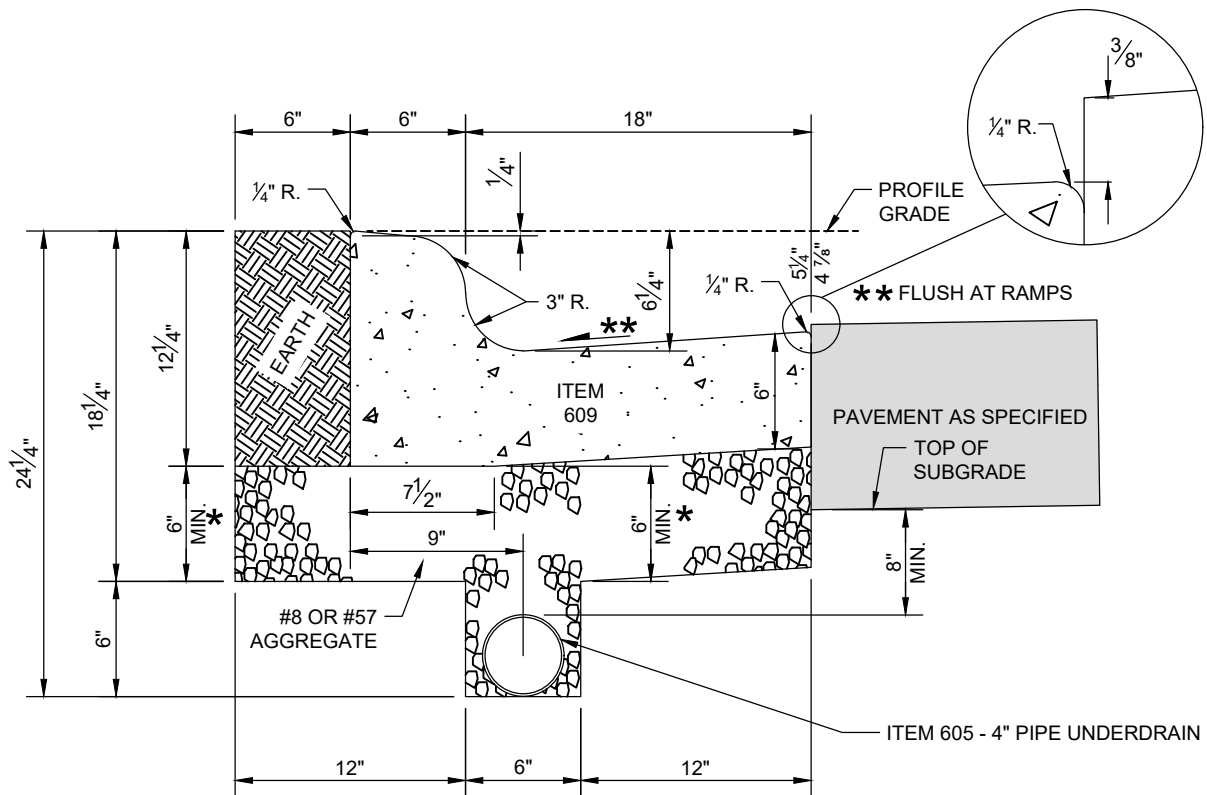 3/8"
6"
6"
18"
1/4"
1/4" R.
1/4" R.
PROFILE
GRADE
5 1/4"
4 7/8"
6 1/4"
1/4" R.
** FLUSH AT RAMPS
3" R.
**
EARTH
12 1/4"
18 1/4"
24 1/4"
ITEM
609
6"
PAVEMENT AS SPECIFIED
TOP OF
SUBGRADE
7 1/2"
6"
MIN.
*
6"
MIN.
*
9"
8"
MIN.
#8 OR #57
AGGREGATE
6"
ITEM 605 - 4" PIPE UNDERDRAIN
12"
6"
12"